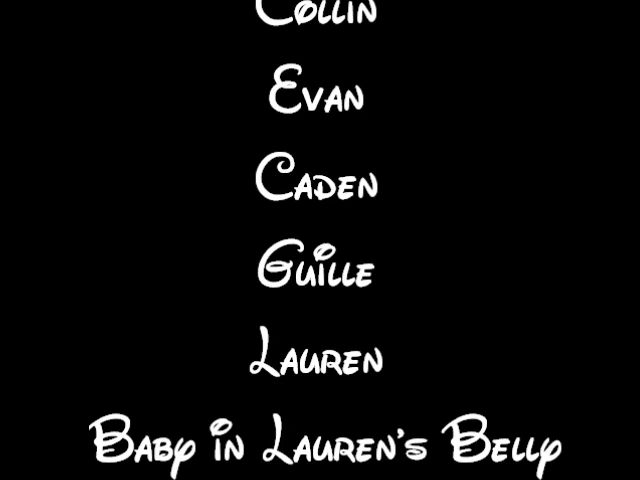 Collin
Evan
Caden
Guille
Lauren
Baby in Lauren's Belly